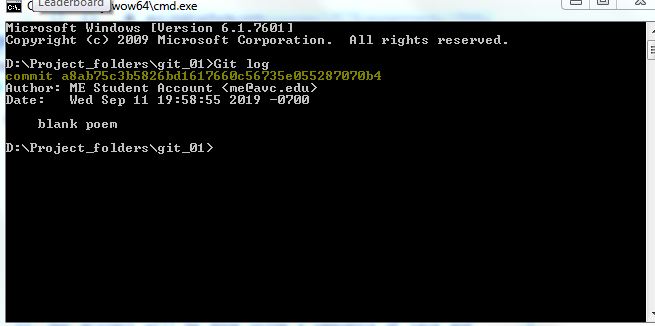 Leaderboard
wow64\cmd.exe
Microsoft Windows [Version 6.1.7601]
Copyright (c) 2009 Microsoft Corporation.  All rights reserved.
D:\Project_folders\git_01>Git log
commit a8ab75c3b5826bd1617660c56735e055287070b4
Author: ME Student Account <me@avc.edu>
Date:   Wed Sep 11 19:58:55 2019 -0700
blank poem
D:\Project_folders\git_01>